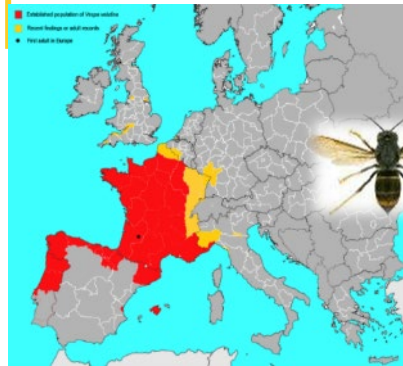 Established population of Vespa velutina
Recent findings or adult records
First adult in Europe